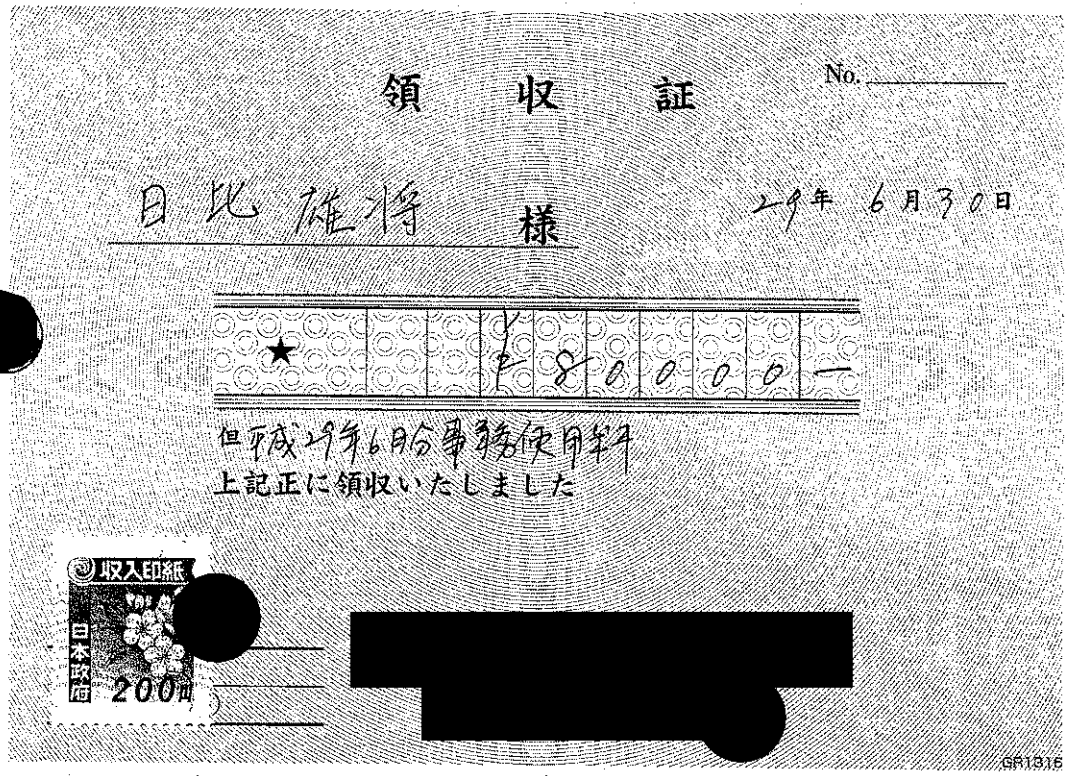 領収証
No.
日比雄将 様
29年 6月30日
★ ¥80000-
但平成29年6月分事務使用料
上記正に領収いたしました
収入印紙
日本政府
200円
GR1316